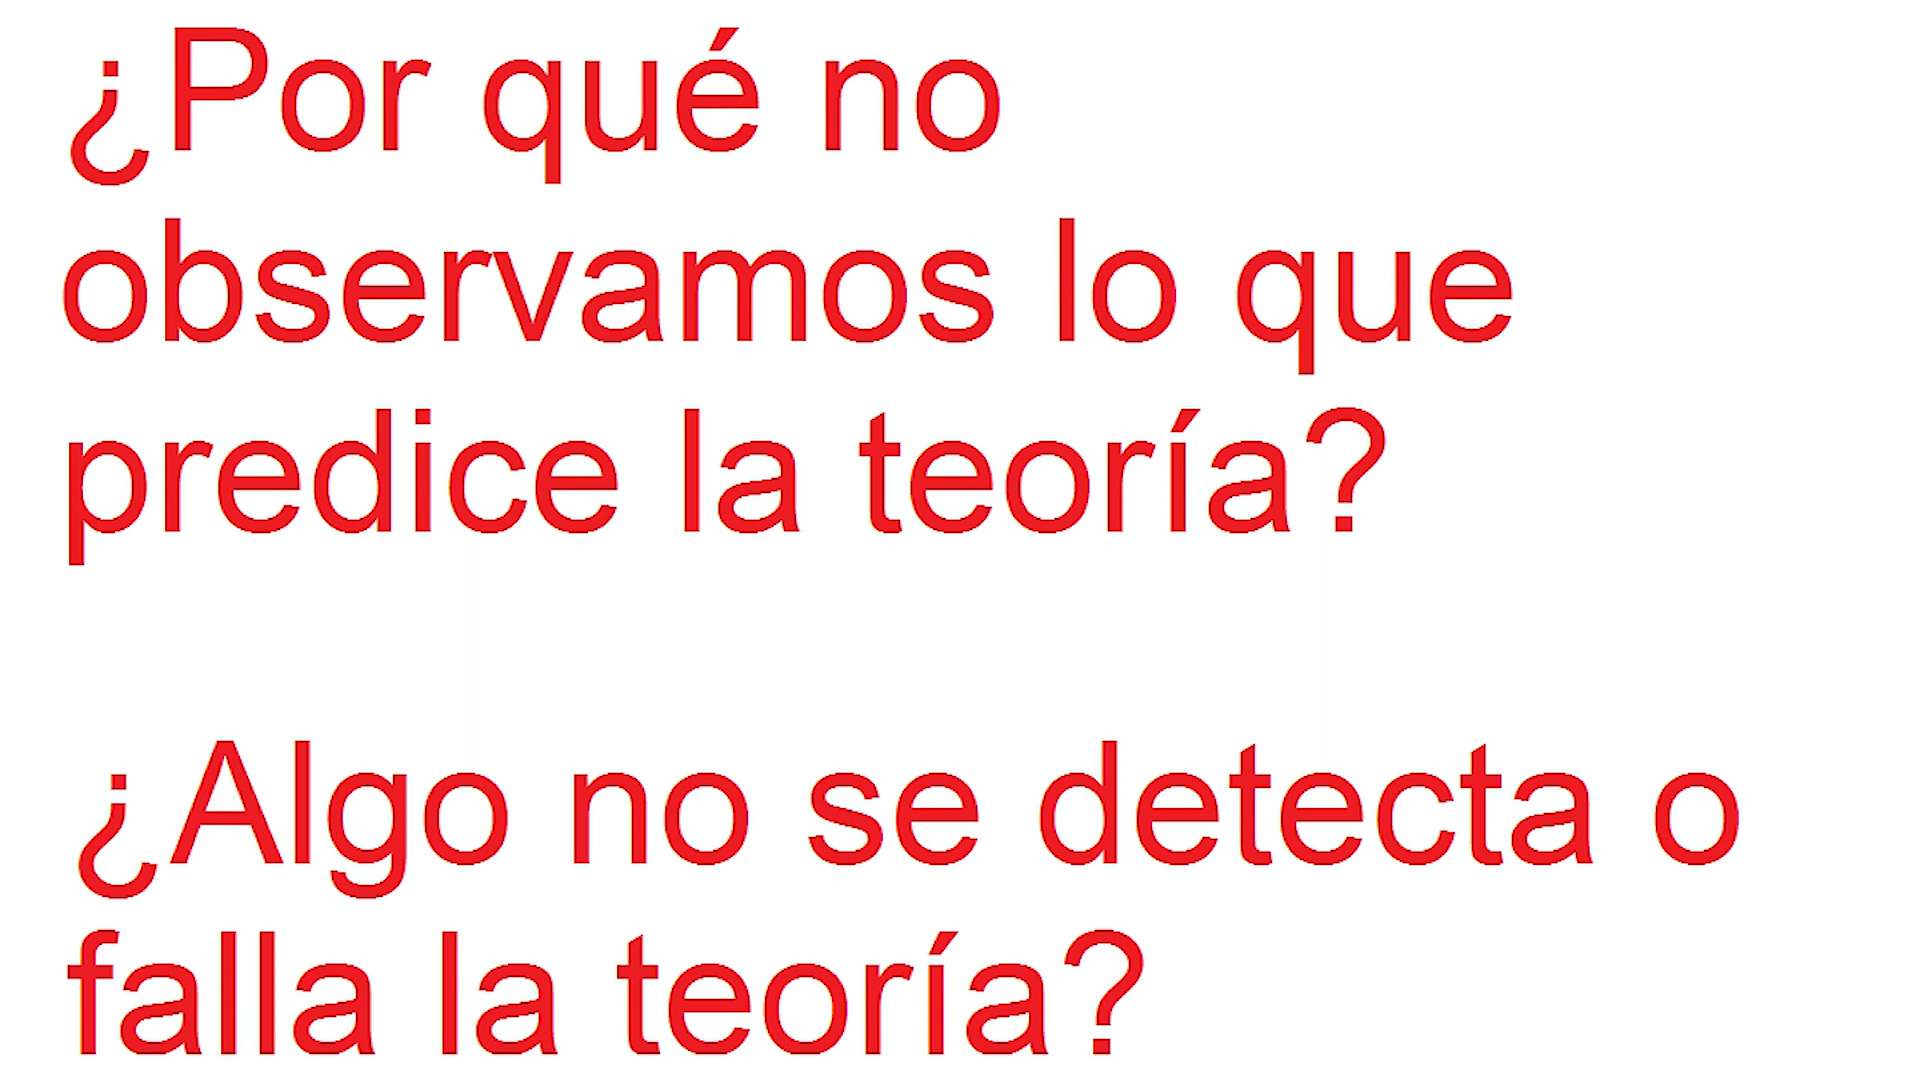 ¿Por qué no
observamos lo que
predice la teoría?
¿Algo no se detecta o
falla la teoría?